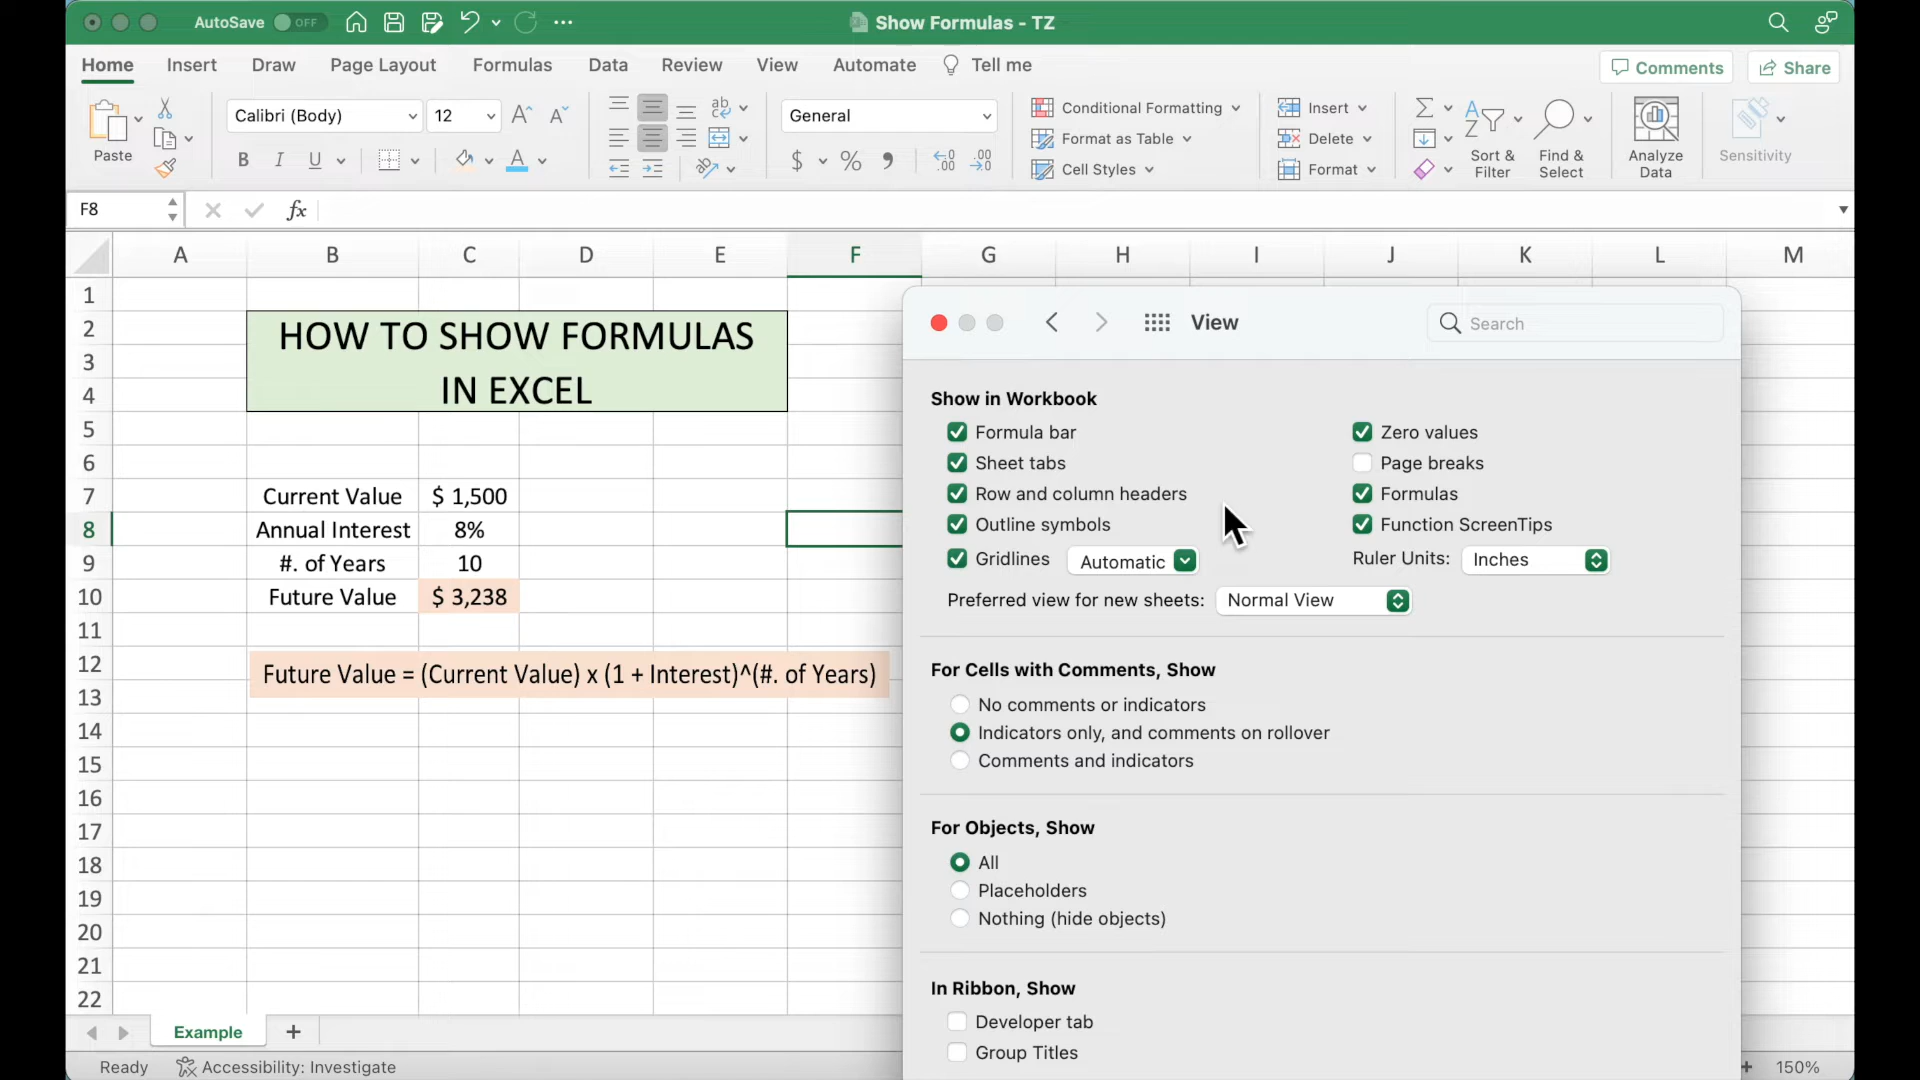 AutoSave OFF
Show Formulas - TZ
Home Insert Draw Page Layout Formulas Data Review View Automate Tell me
Comments Share
Paste
Calibri (Body) 12
B I U A
General
$ % 9
Conditional Formatting
Format as Table
Cell Styles
Insert
Delete
Format
Sort & Filter
Find & Select
Analyze Data
Sensitivity
F8 fx
A B C D E F G H I J K L M
1
2
3
4
5
6
7
8
9
10
11
12
13
14
15
16
17
18
19
20
21
22
HOW TO SHOW FORMULAS
IN EXCEL
Current Value $ 1,500
Annual Interest 8%
#. of Years 10
Future Value $ 3,238
Future Value = (Current Value) x (1 + Interest)^(#. of Years)
View
Search
Show in Workbook
Formula bar Zero values
Sheet tabs Page breaks
Row and column headers Formulas
Outline symbols Function ScreenTips
Gridlines Automatic Ruler Units: Inches
Preferred view for new sheets: Normal View
For Cells with Comments, Show
No comments or indicators
Indicators only, and comments on rollover
Comments and indicators
For Objects, Show
All
Placeholders
Nothing (hide objects)
In Ribbon, Show
Developer tab
Group Titles
Example +
Ready Accessibility: Investigate
+ 150%